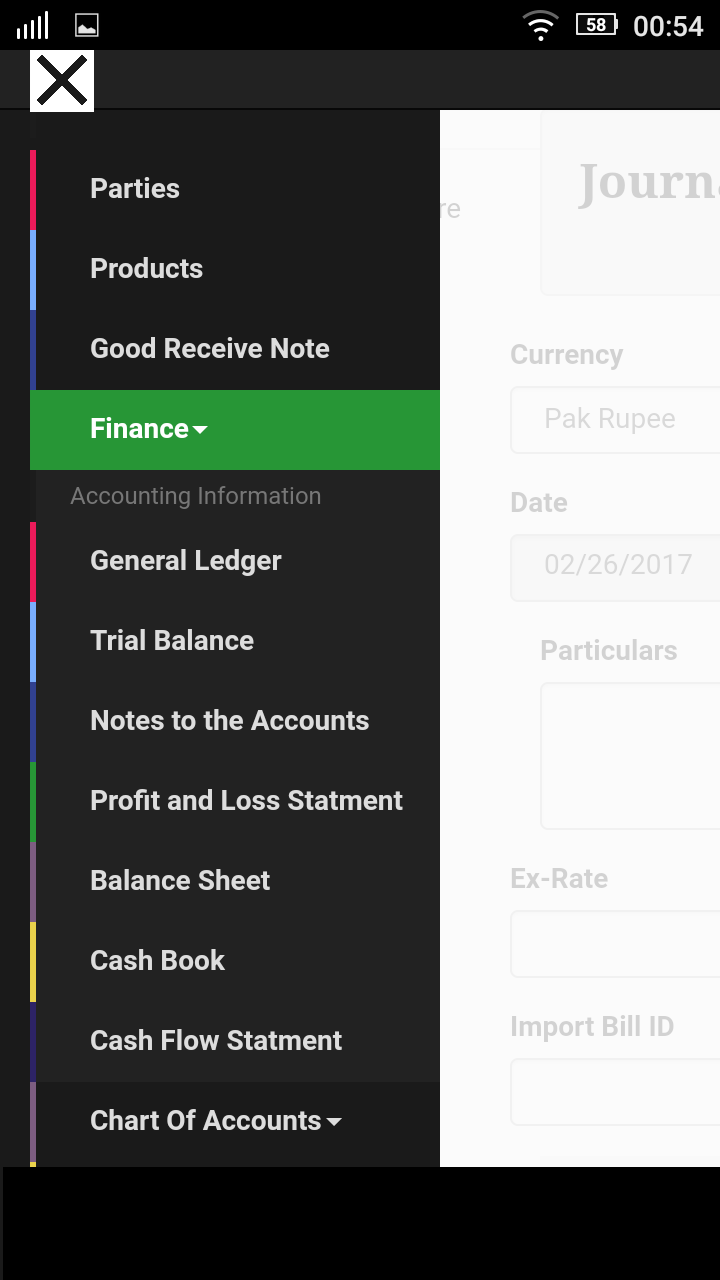 58 00:54
Parties
Products
Good Receive Note
Finance
Accounting Information
General Ledger
Trial Balance
Notes to the Accounts
Profit and Loss Statment
Balance Sheet
Cash Book
Cash Flow Statment
Chart Of Accounts
re
Journa
Currency
Pak Rupee
Date
02/26/2017
Particulars
Ex-Rate
Import Bill ID